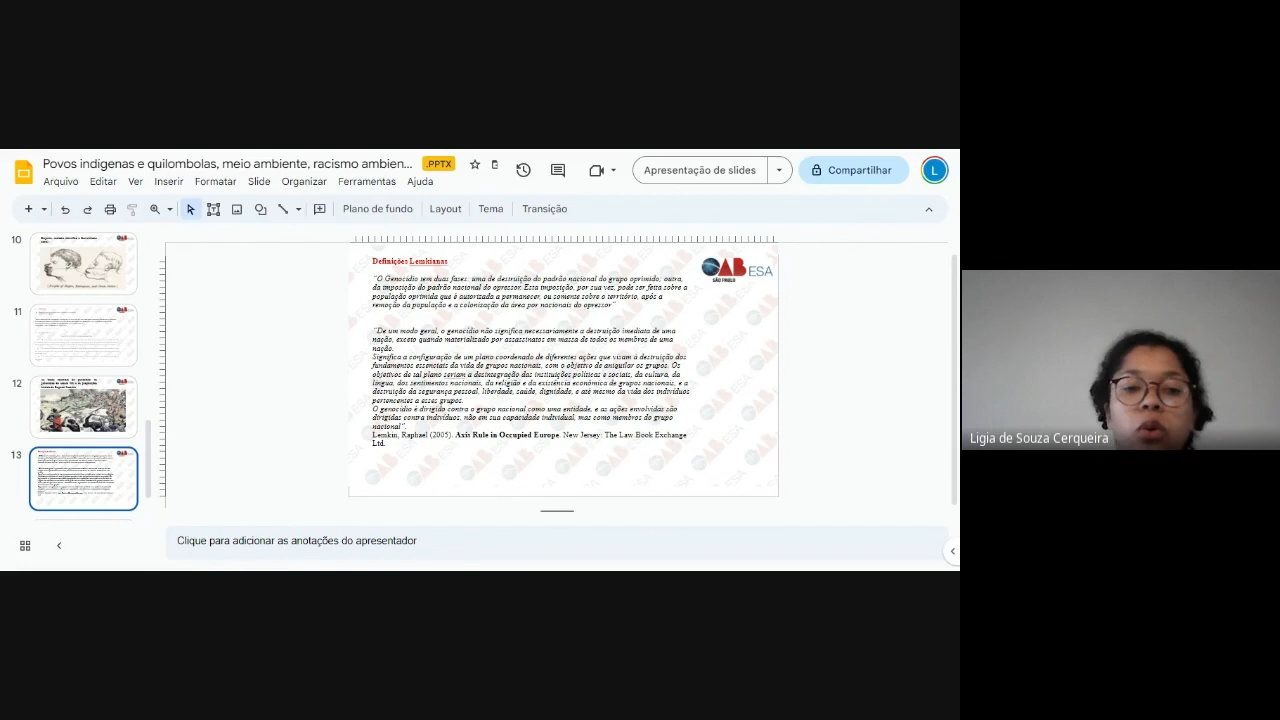 Povos indígenas e quilombolas, meio ambiente, racismo ambien...
.PPTX
Arquivo Editar Ver Inserir Formatar Slide Organizar Ferramentas Ajuda
Apresentação de slides
Compartilhar
L
Plano de fundo Layout Tema Transição
10
11
12
13
Definições Lemkianas
OAB ESA
SÃO PAULO
"O Genocídio tem duas fases: uma de destruição do padrão nacional do grupo oprimido; outra,
da imposição do padrão nacional do opressor. Essa imposição, por sua vez, pode ser feita sobre a
população oprimida que é autorizada a permanecer, ou somente sobre o território, após a
remoção da população e a colonização da área por nacionais do opressor"
"De um modo geral, o genocídio não significa necessariamente a destruição imediata de uma
nação, exceto quando materializado por assassinatos em massa de todos os membros de uma
nação.
Significa a configuração de um plano coordenado de diferentes ações que visam à destruição dos
fundamentos essenciais da vida de grupos nacionais, com o objetivo de aniquilar os grupos. Os
objetivos de tal plano seriam a desintegração das instituições políticas e sociais, da cultura, da
língua, dos sentimentos nacionais, da religião e da existência econômica de grupos nacionais, e a
destruição da segurança pessoal, liberdade, saúde, dignidade, e até mesmo da vida dos indivíduos
pertencentes a esses grupos.
O genocídio é dirigido contra o grupo nacional como uma entidade, e as ações envolvidas são
dirigidas contra indivíduos, não em sua capacidade individual, mas como membros do grupo
nacional".
Lemkin, Raphael (2005). Axis Rule in Occupied Europe. New Jersey: The Law Book Exchange
Ltd.
Clique para adicionar as anotações do apresentador
Ligia de Souza Cerqueira